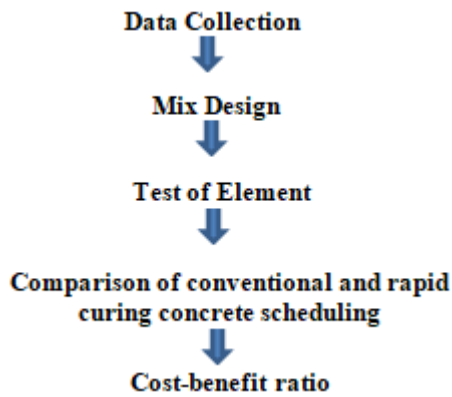 Data Collection
Mix Design
Test of Element
Comparison of conventional and rapid
curing concrete scheduling
Cost-benefit ratio